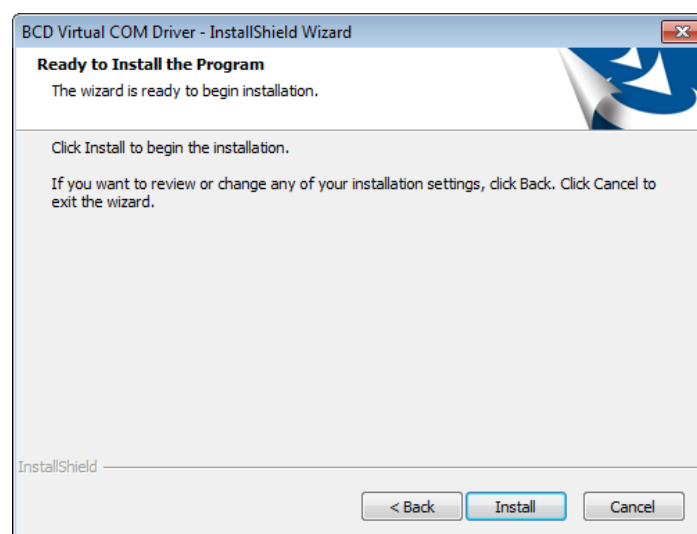 BCD Virtual COM Driver - InstallShield Wizard
Ready to Install the Program
The wizard is ready to begin installation.
Click Install to begin the installation.
If you want to review or change any of your installation settings, click Back. Click Cancel to
exit the wizard.
InstallShield
< Back Install Cancel